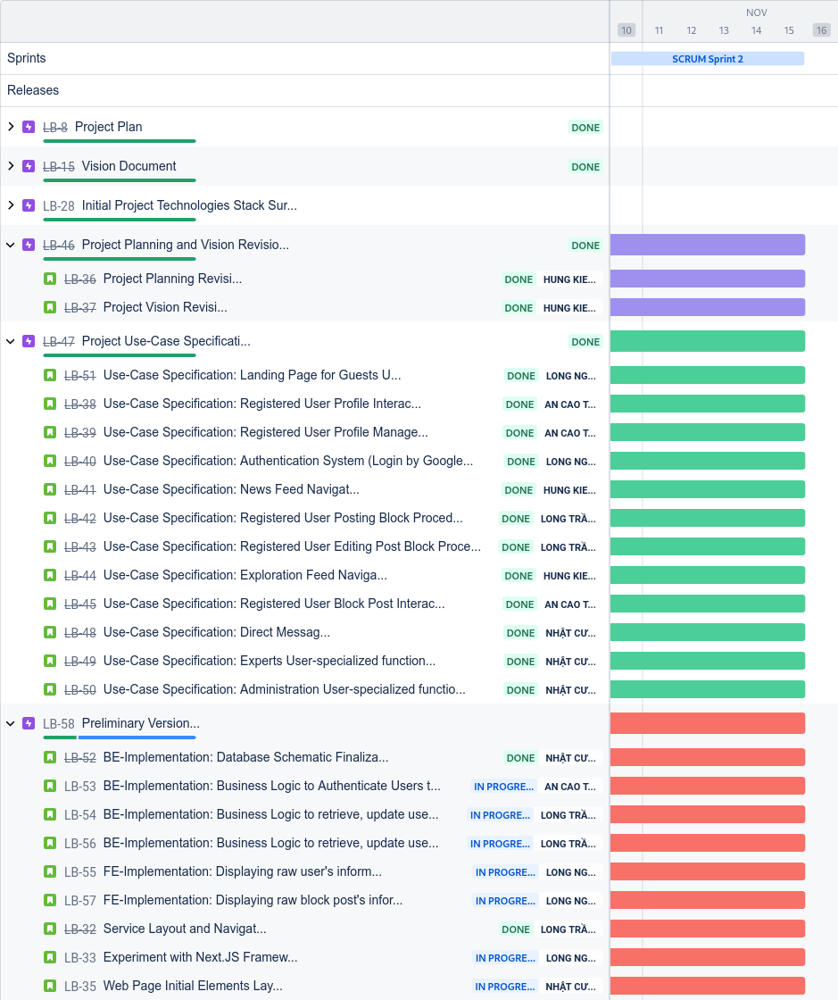 NOV
10 11 12 13 14 15 16
Sprints SCRUM Sprint 2
Releases
LB-8 Project Plan DONE
LB-15 Vision Document DONE
LB-28 Initial Project Technologies Stack Sur...
LB-46 Project Planning and Vision Revisio... DONE
LB-36 Project Planning Revisi... DONE HUNG KIE...
LB-37 Project Vision Revisi... DONE HUNG KIE...
LB-47 Project Use-Case Specificati... DONE
LB-51 Use-Case Specification: Landing Page for Guests U... DONE LONG NG...
LB-38 Use-Case Specification: Registered User Profile Interac... DONE AN CAO T...
LB-39 Use-Case Specification: Registered User Profile Manage... DONE AN CAO T...
LB-40 Use-Case Specification: Authentication System (Login by Google... DONE LONG NG...
LB-41 Use-Case Specification: News Feed Navigat... DONE HUNG KIE...
LB-42 Use-Case Specification: Registered User Posting Block Proced... DONE LONG TRẦ...
LB-43 Use-Case Specification: Registered User Editing Post Block Proce... DONE LONG TRẦ...
LB-44 Use-Case Specification: Exploration Feed Naviga... DONE HUNG KIE...
LB-45 Use-Case Specification: Registered User Block Post Interac... DONE AN CAO T...
LB-48 Use-Case Specification: Direct Messag... DONE NHẬT CƯ...
LB-49 Use-Case Specification: Experts User-specialized function... DONE NHẬT CƯ...
LB-50 Use-Case Specification: Administration User-specialized functio... DONE NHẬT CƯ...
LB-58 Preliminary Version...
LB-52 BE-Implementation: Database Schematic Finaliza... DONE NHẬT CƯ...
LB-53 BE-Implementation: Business Logic to Authenticate Users t... IN PROGRE... AN CAO T...
LB-54 BE-Implementation: Business Logic to retrieve, update use... IN PROGRE... LONG TRẦ...
LB-56 BE-Implementation: Business Logic to retrieve, update use... IN PROGRE... LONG TRẦ...
LB-55 FE-Implementation: Displaying raw user's inform... IN PROGRE... LONG NG...
LB-57 FE-Implementation: Displaying raw block post's infor... IN PROGRE... LONG NG...
LB-32 Service Layout and Navigat... DONE LONG TRẦ...
LB-33 Experiment with Next.JS Framew... IN PROGRE... LONG NG...
LB-35 Web Page Initial Elements Lay... IN PROGRE... NHẬT CƯ...